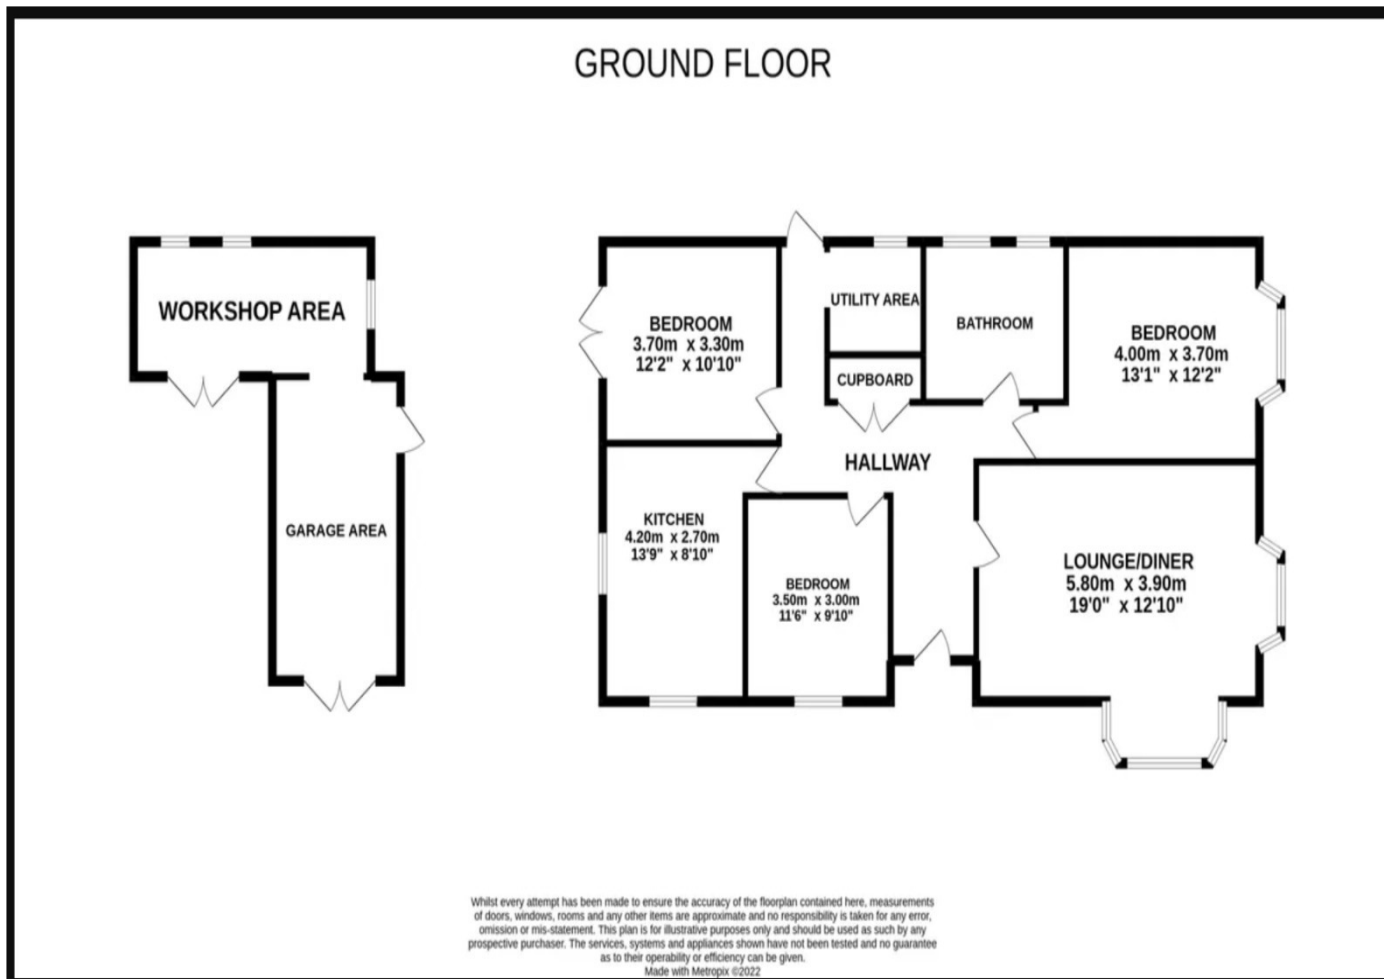 GROUND FLOOR
WORKSHOP AREA
GARAGE AREA
BEDROOM
3.70m x 3.30m
12'2" x 10'10"
UTILITY AREA
CUPBOARD
BATHROOM
BEDROOM
4.00m x 3.70m
13'1" x 12'2"
HALLWAY
KITCHEN
4.20m x 2.70m
13'9" x 8'10"
BEDROOM
3.50m x 3.00m
11'6" x 9'10"
LOUNGE/DINER
5.80m x 3.90m
19'0" x 12'10"
Whilst every attempt has been made to ensure the accuracy of the floorplan contained here, measurements
of doors, windows, rooms and any other items are approximate and no responsibility is taken for any error,
omission or mis-statement. This plan is for illustrative purposes only and should be used as such by any
prospective purchaser. The services, systems and appliances shown have not been tested and no guarantee
as to their operability or efficiency can be given.
Made with Metropix ©2022